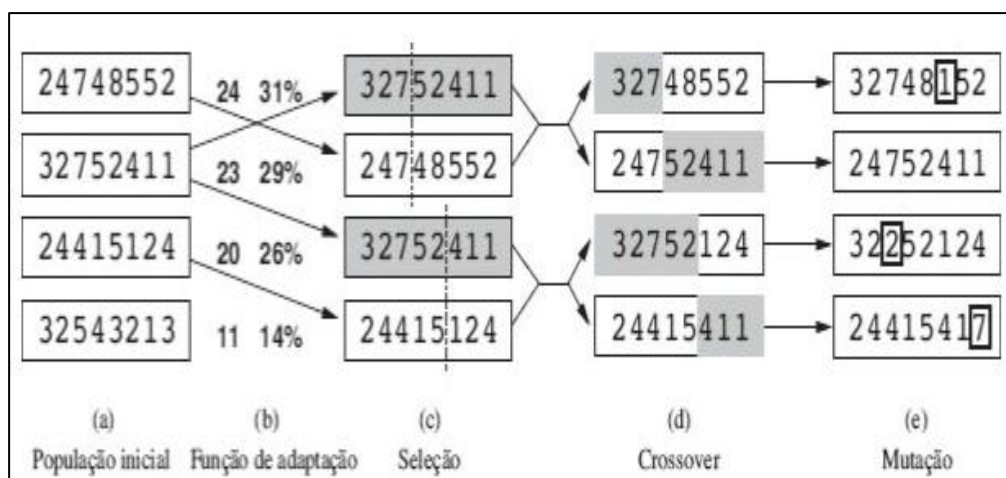 24748552 24 31% 32752411 32748552 32748152
32752411 23 29% 24748552 24752411 24752411
24415124 20 26% 32752411 32752124 32252124
32543213 11 14% 24415124 24415411 24415417
(a) (b) (c) (d) (e)
População inicial Função de adaptação Seleção Crossover Mutação